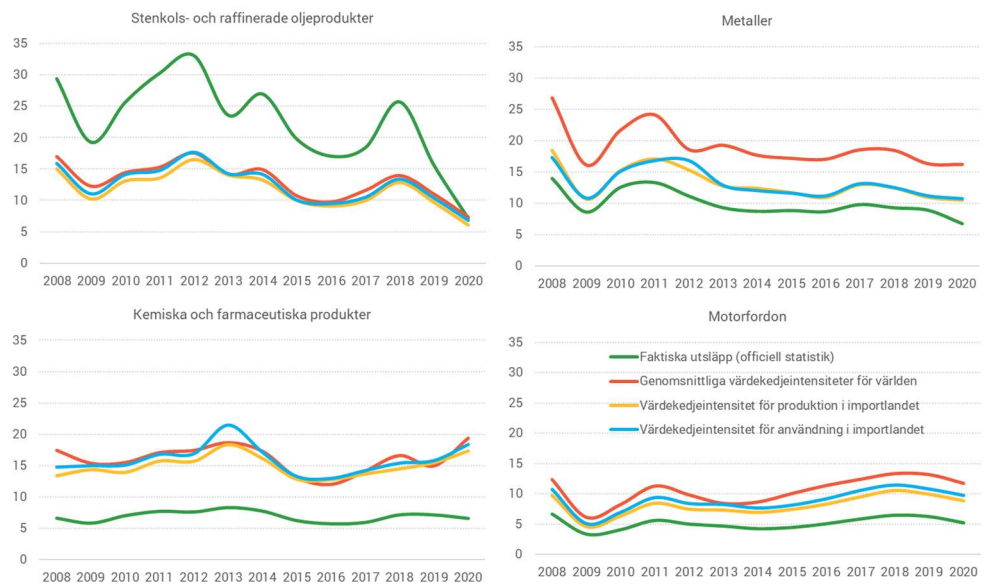 Stenkols- och raffinerade oljeprodukter
35
30
25
20
15
10
5
0
2008 2009 2010 2011 2012 2013 2014 2015 2016 2017 2018 2019 2020
Metaller
35
30
25
20
15
10
5
0
2008 2009 2010 2011 2012 2013 2014 2015 2016 2017 2018 2019 2020
Kemiska och farmaceutiska produkter
35
30
25
20
15
10
5
0
2008 2009 2010 2011 2012 2013 2014 2015 2016 2017 2018 2019 2020
Motorfordon
35
30
25
20
15
10
5
0
Faktiska utsläpp (officiell statistik)
Genomsnittliga värdekedjeintensiteter för världen
Värdekedjeintensitet för produktion i importlandet
Värdekedjeintensitet för användning i importlandet
2008 2009 2010 2011 2012 2013 2014 2015 2016 2017 2018 2019 2020